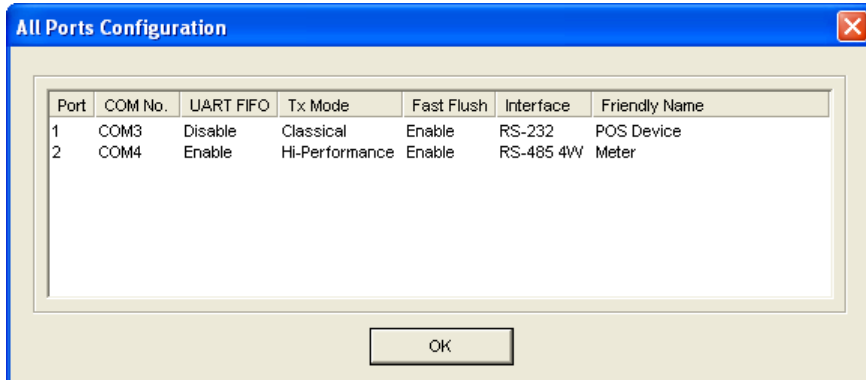 All Ports Configuration
Port COM No. UART FIFO Tx Mode Fast Flush Interface Friendly Name
1 COM3 Disable Classical Enable RS-232 POS Device
2 COM4 Enable Hi-Performance Enable RS-485 4W Meter
OK